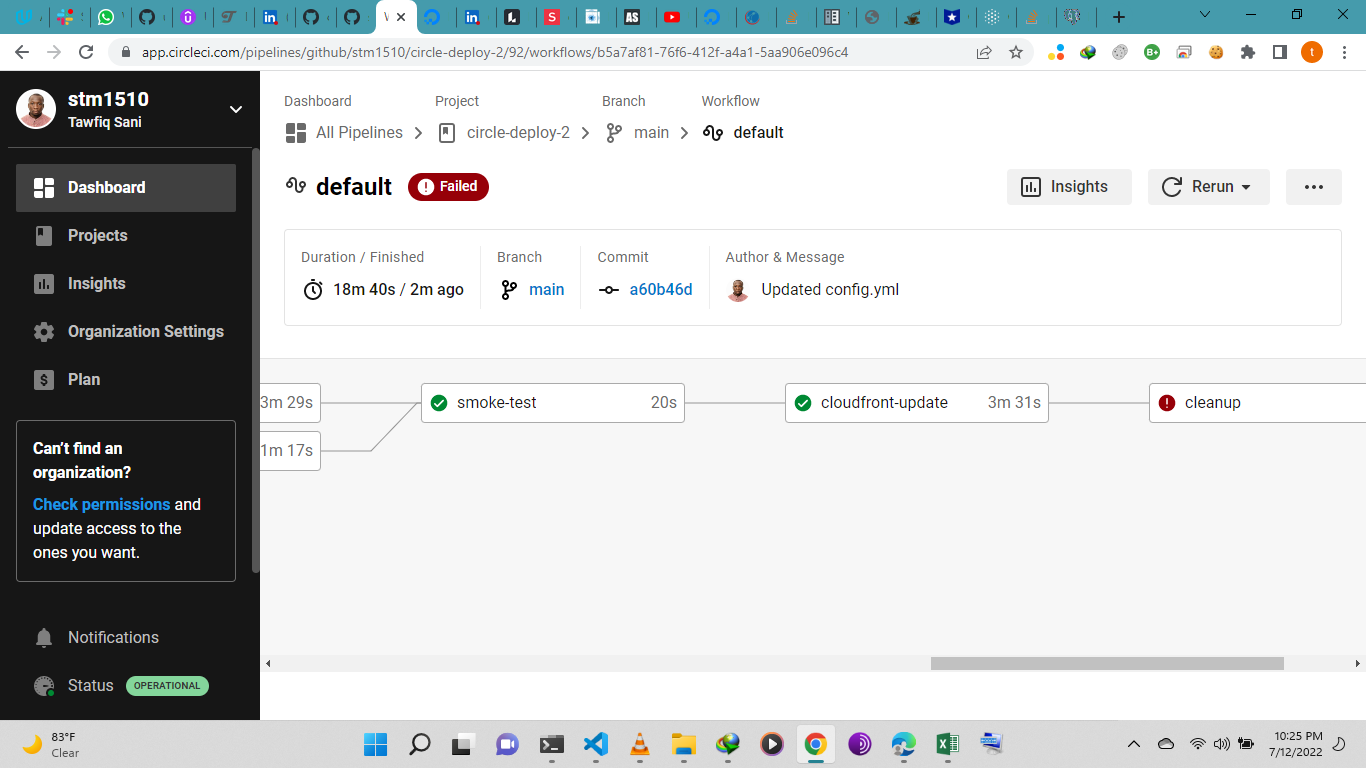 app.circleci.com/pipelines/github/stm1510/circle-deploy-2/92/workflows/b5a7af81-76f6-412f-a4a1-5aa906e096c4
stm1510
Tawfiq Sani
Dashboard
Projects
Insights
Organization Settings
Plan
Can't find an
organization?
Check permissions and
update access to the
ones you want.
Notifications
Status OPERATIONAL
Dashboard Project Branch Workflow
All Pipelines circle-deploy-2 main default
default Failed Insights Rerun
Duration / Finished Branch Commit Author & Message
18m 40s / 2m ago main a60b46d Updated config.yml
3m 29s smoke-test 20s cloudfront-update 3m 31s cleanup
1m 17s
83°F
Clear
10:25 PM
7/12/2022